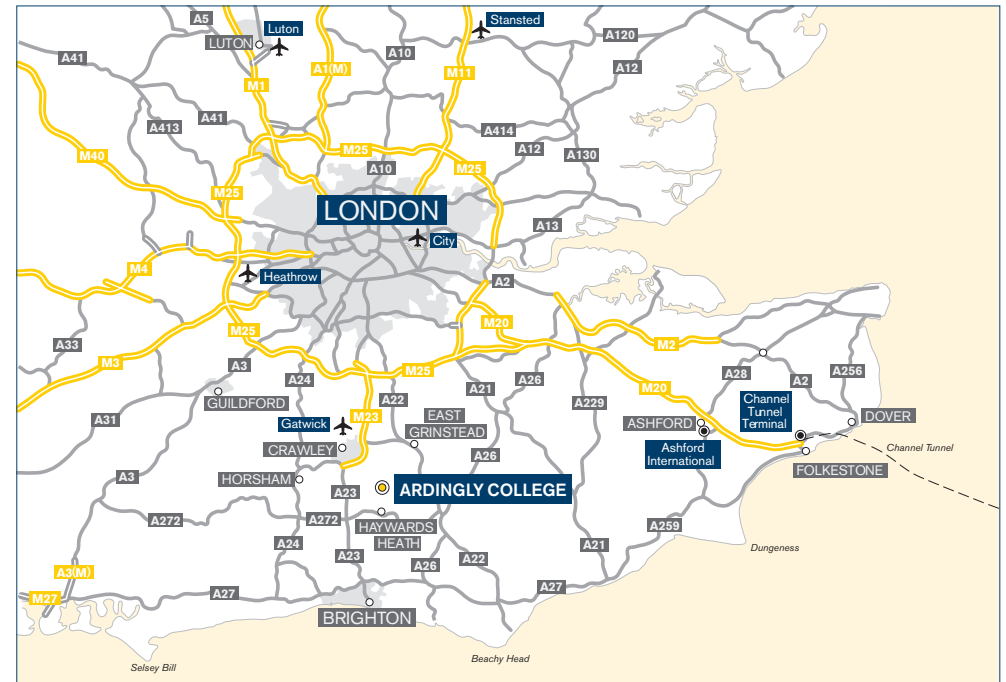 A5
Luton
LUTON
Stansted
A10
A120
A41
A1(M)
M11
A12
M1
A413
A41
A414
M40
M25
A12
A130
A10
M25
M25
LONDON
A13
City
M4
Heathrow
A2
M20
M25
A33
M2
M3
A3
A24
M25
A28
A2
A256
A22
A21
A26
M20
GUILDFORD
A229
Channel
Tunnel
Terminal
A31
Gatwick
M23
EAST
GRINSTEAD
ASHFORD
DOVER
CRAWLEY
Ashford
International
Channel Tunnel
A26
FOLKESTONE
A3
HORSHAM
A23
ARDINGLY COLLEGE
A272
A272
HAYWARDS
HEATH
A259
A24
A23
A22
A21
Dungeness
A26
A3(M)
A27
A27
M27
BRIGHTON
Beachy Head
Selsey Bill